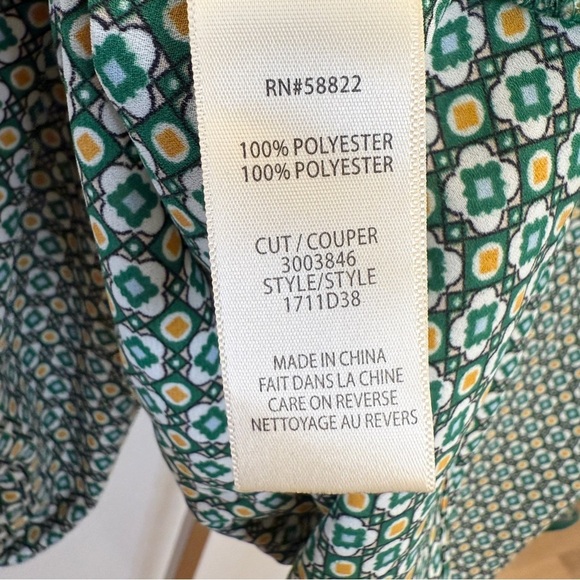 RN#58822
100% POLYESTER
100% POLYESTER
CUT / COUPER
3003846
STYLE/STYLE
1711D38
MADE IN CHINA
FAIT DANS LA CHINE
CARE ON REVERSE
NETTOYAGE AU REVERS